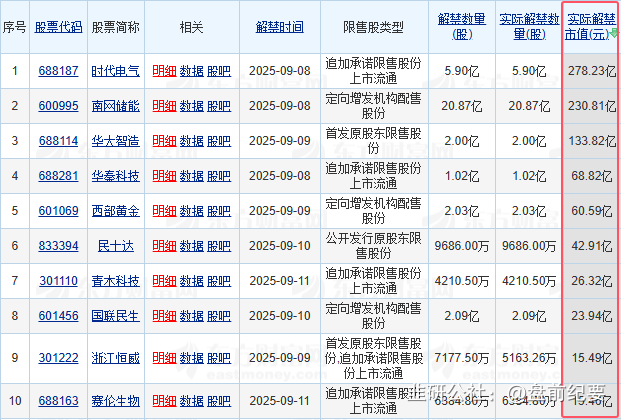 序号 股票代码 股票简称 相关 解禁时间 限售股类型 解禁数量(股) 实际解禁数量(股) 实际解禁市值(元)
1 688187 时代电气 明细 数据 股吧 2025-09-08 追加承诺限售股份上市流通 5.90亿 5.90亿 278.23亿
2 600995 南网储能 明细 数据 股吧 2025-09-08 定向增发机构配售股份 20.87亿 20.87亿 230.81亿
3 688114 华大智造 明细 数据 股吧 2025-09-09 首发原股东限售股份 2.00亿 2.00亿 133.82亿
4 688281 华秦科技 明细 数据 股吧 2025-09-08 追加承诺限售股份上市流通 1.02亿 1.02亿 68.82亿
5 601069 西部黄金 明细 数据 股吧 2025-09-09 定向增发机构配售股份 2.03亿 2.03亿 60.59亿
6 833394 民士达 明细 数据 股吧 2025-09-10 公开发行原股东限售股份 9686.00万 9686.00万 42.91亿
7 301110 青木科技 明细 数据 股吧 2025-09-11 追加承诺限售股份上市流通 4210.50万 4210.50万 26.32亿
8 601456 国联民生 明细 数据 股吧 2025-09-10 定向增发机构配售股份 2.09亿 2.09亿 23.94亿
9 301222 浙江恒威 明细 数据 股吧 2025-09-09 首发原股东限售股份,追加承诺限售股份上市流通 7177.50万 5163.26万 15.49亿
10 688163 赛伦生物 明细 数据 股吧 2025-09-11 追加承诺限售股份上市流通
韭研公社:@盘前纪要